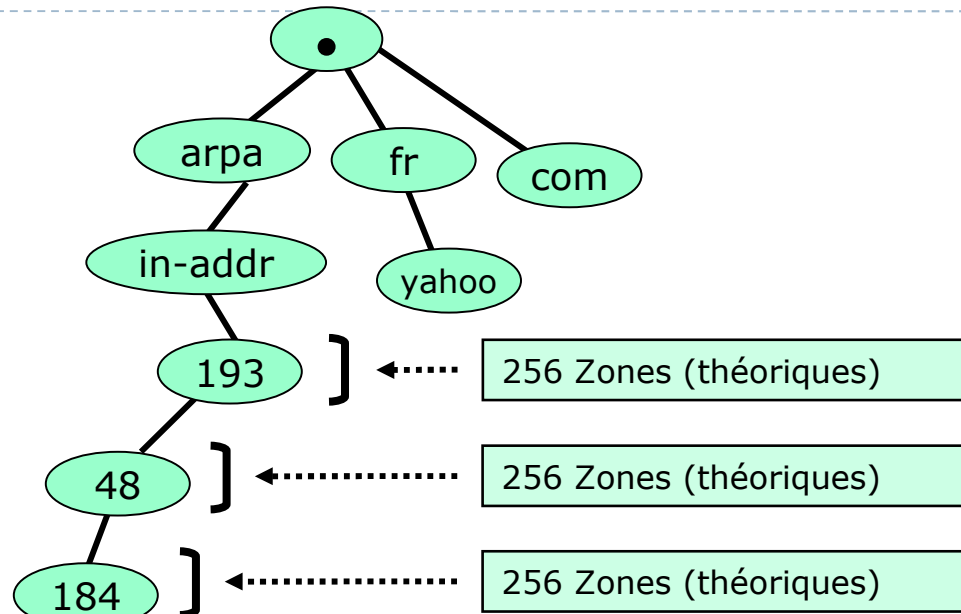 .
arpa
fr
com
in-addr
yahoo
193
256 Zones (théoriques)
48
256 Zones (théoriques)
184
256 Zones (théoriques)